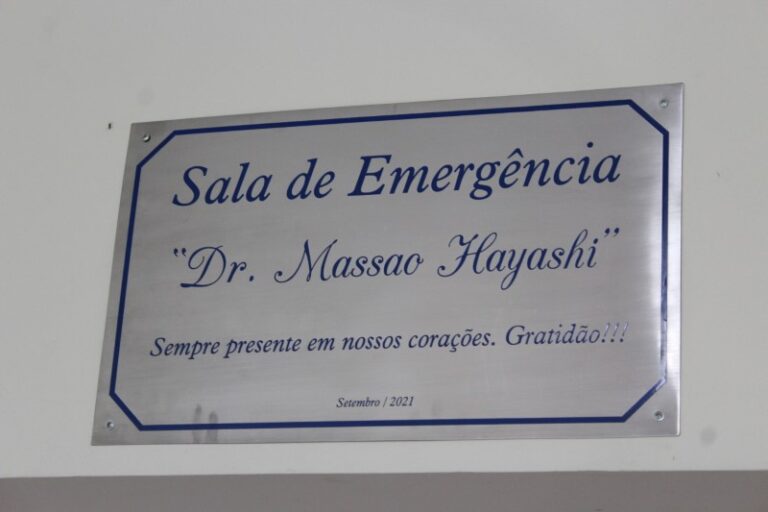 Sala de Emergência
“Dr. Massao Hayashi”
Sempre presente em nossos corações. Gratidão!!!
Setembro / 2021